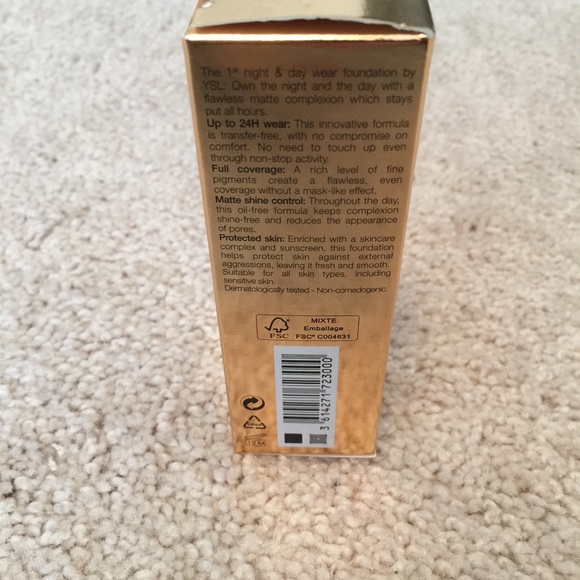 The 1st night & day wear foundation by
YSL: Own the night and the day with a
flawless matte complexion which stays
put all hours.
Up to 24H wear: This innovative formula
is transfer-free, with no compromise on
comfort. No need to touch up even
through non-stop activity.
Full coverage: A rich level of fine
pigments create a flawless, even
coverage without a mask-like effect.
Matte shine control: Throughout the day,
this oil-free formula keeps complexion
shine-free and reduces the appearance
of pores.
Protected skin: Enriched with a skincare
complex and sunscreen, this foundation
helps protect skin against external
aggressions, leaving it fresh and smooth.
Suitable for all skin types, including
sensitive skin.
Dermatologically tested - Non-comedogenic.
FSC®
MIXTE
Emballage
FSC® C004631
3 614271 723000